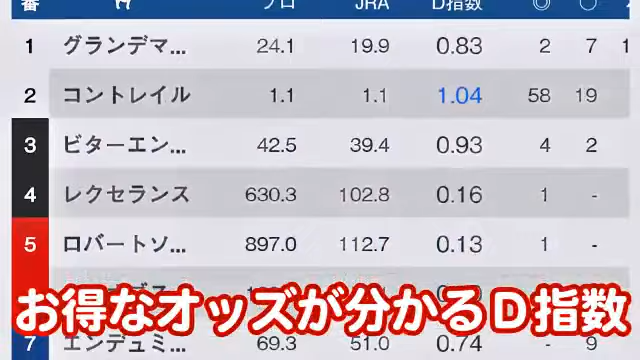 番 馬 プロ JRA D指数 ◎ ○
1 グランデマ... 24.1 19.9 0.83 2 7 1
2 コントレイル 1.1 1.1 1.04 58 19
3 ビターエン... 42.5 39.4 0.93 4 2
4 レクセランス 630.3 102.8 0.16 1 -
5 ロバートソ... 897.0 112.7 0.13 1 -
お得なオッズが分かるD指数
7 エンデュミ... 69.3 51.0 0.74 - 9